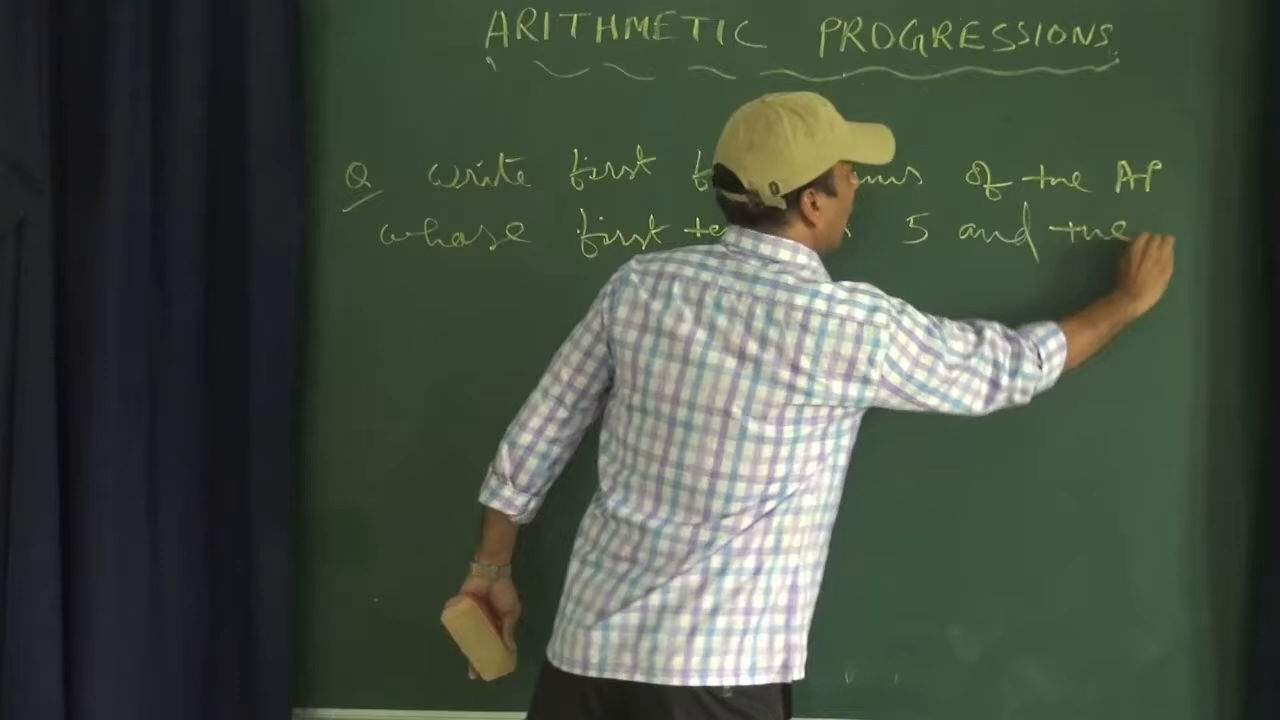 ARITHMETIC PROGRESSIONS
Q write first of the AP
whose first 5 and the